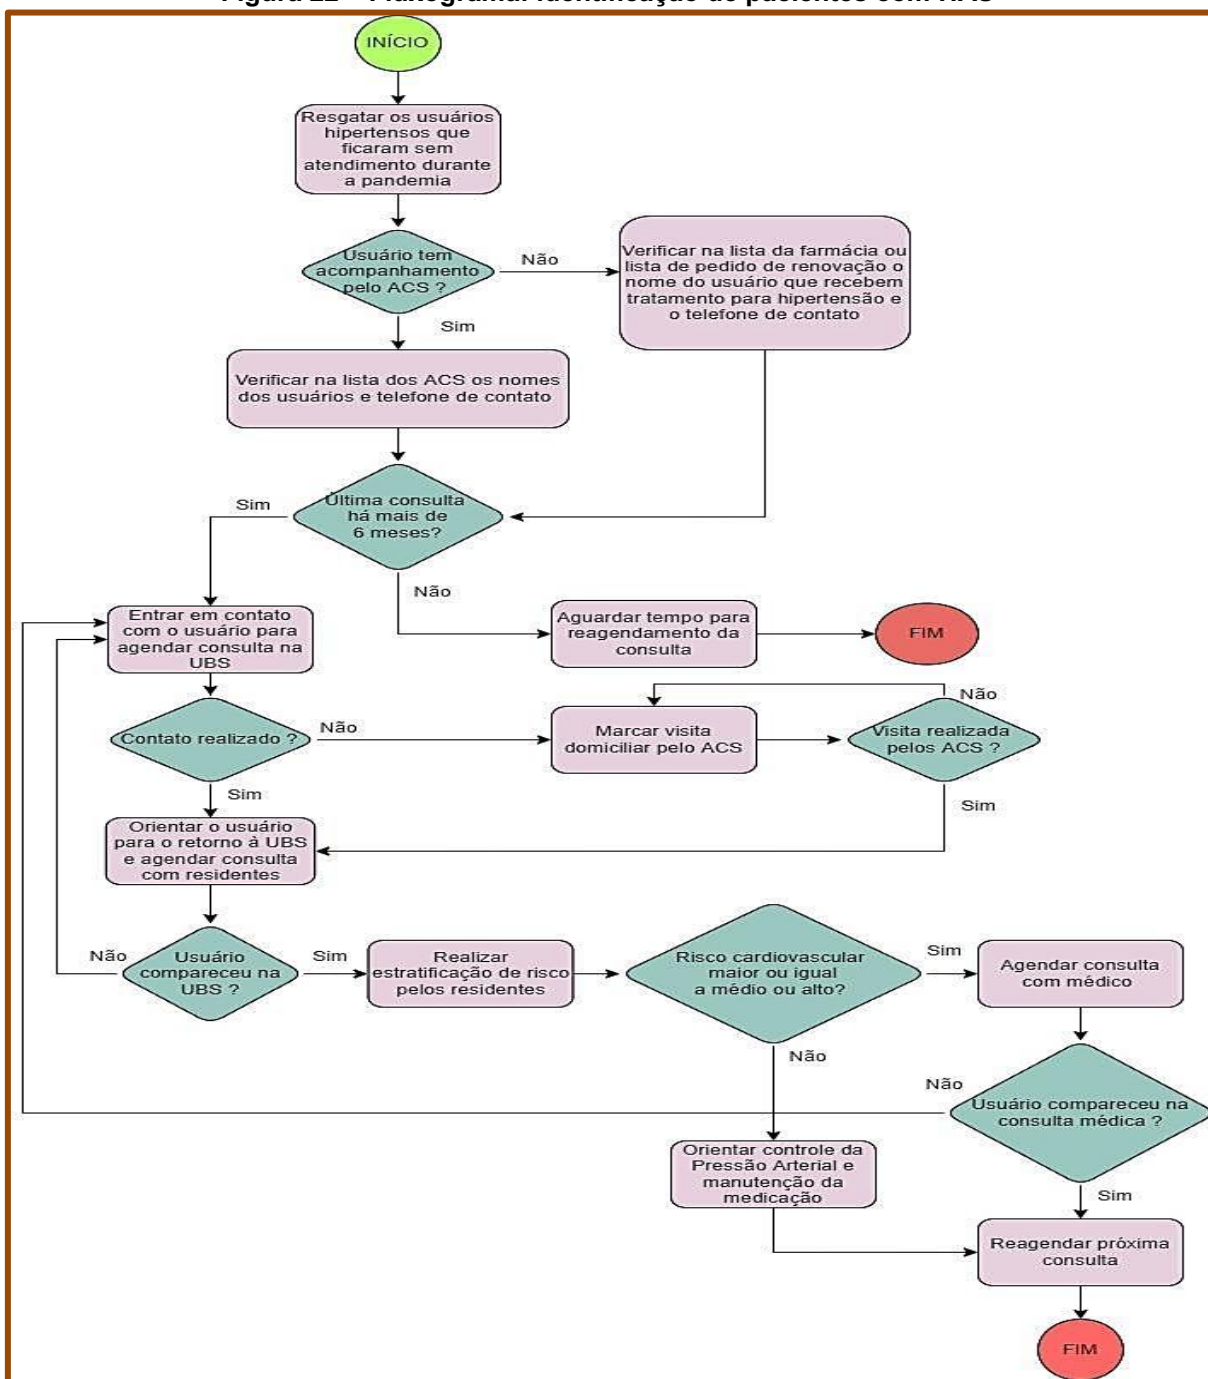 INÍCIO
Resgatar os usuários
hipertensos que
ficaram sem
atendimento durante
a pandemia
Usuário tem
acompanhamento
pelo ACS ?
Não
Verificar na lista da farmácia ou
lista de pedido de renovação o
nome do usuário que recebem
tratamento para hipertensão e
o telefone de contato
Sim
Verificar na lista dos ACS os nomes
dos usuários e telefone de contato
Última consulta
há mais de
6 meses?
Sim
Não
Entrar em contato
com o usuário para
agendar consulta na
UBS
Aguardar tempo para
reagendamento da
consulta
FIM
Contato realizado ?
Não
Marcar visita
domiciliar pelo ACS
Não
Visita realizada
pelos ACS ?
Sim
Sim
Orientar o usuário
para o retorno à UBS
e agendar consulta
com residentes
Não
Usuário
compareceu na
UBS ?
Sim
Realizar
estratificação de risco
pelos residentes
Risco cardiovascular
maior ou igual
a médio ou alto?
Sim
Agendar consulta
com médico
Não
Não
Usuário compareceu na
consulta médica ?
Orientar controle da
Pressão Arterial e
manutenção da
medicação
Sim
Reagendar próxima
consulta
FIM